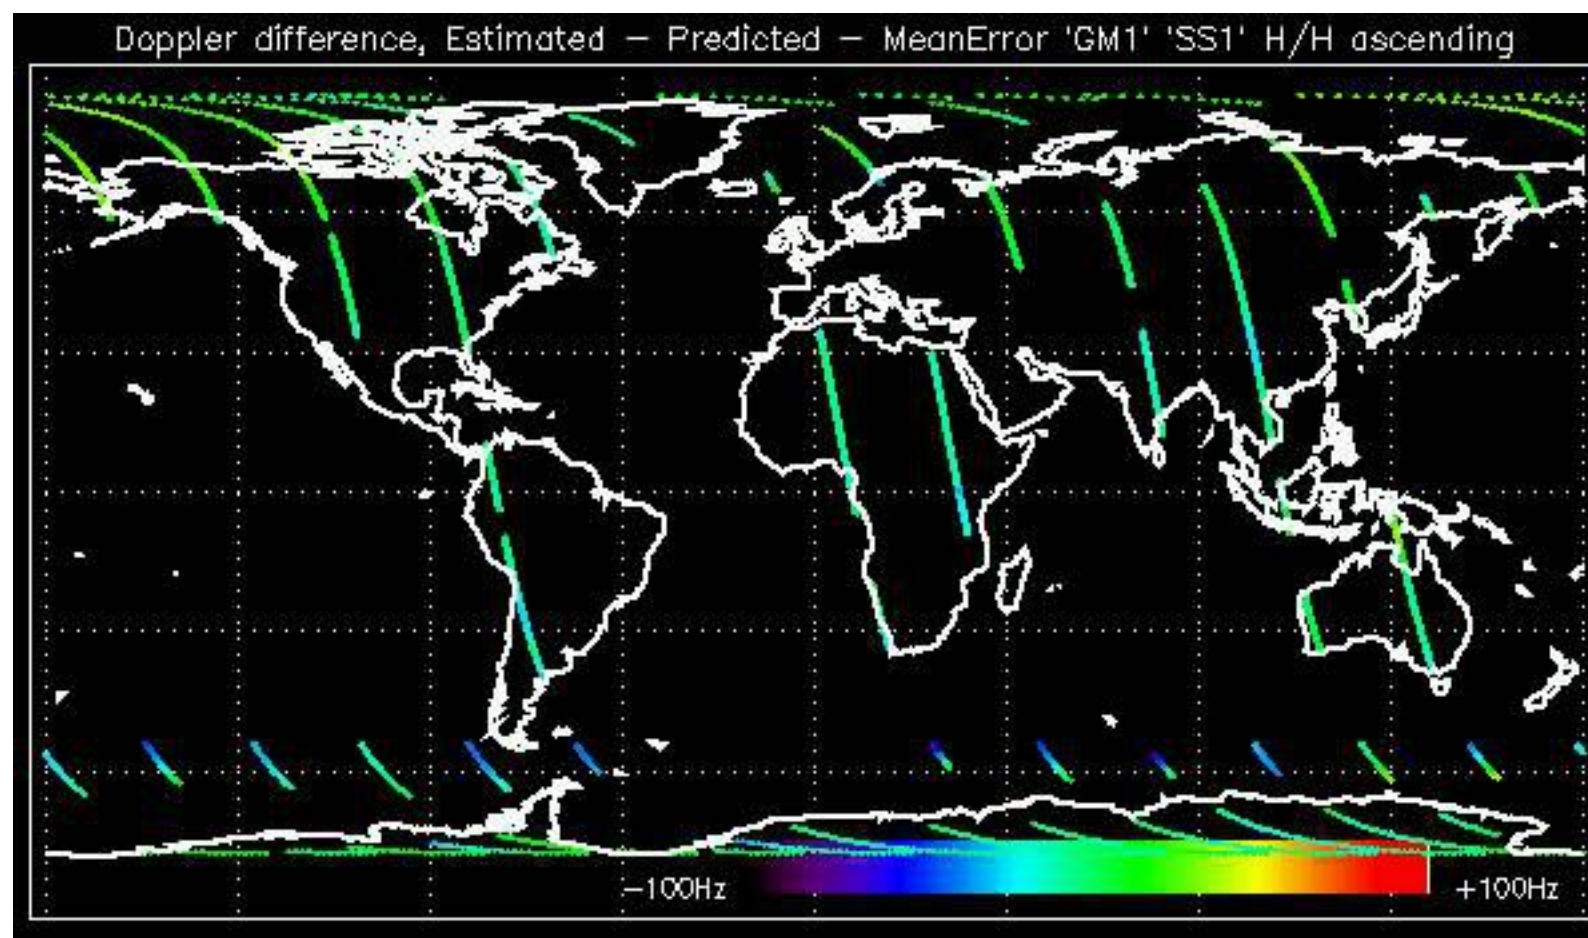 Doppler difference, Estimated – Predicted – MeanError 'GM1' 'SS1' H/H ascending
-100Hz +100Hz